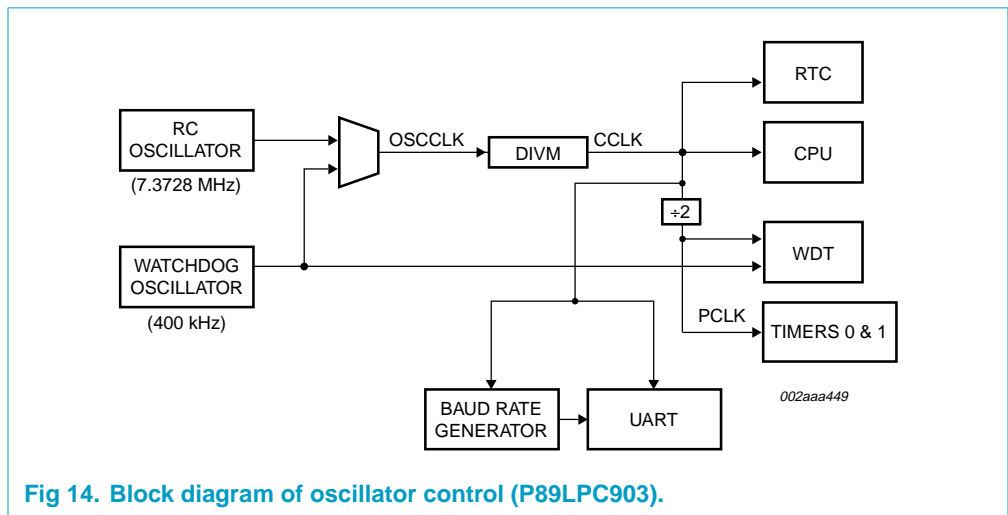 RTC
RC
OSCILLATOR
(7.3728 MHz)
OSCCLK
DIVM
CCLK
CPU
÷2
WATCHDOG
OSCILLATOR
(400 kHz)
WDT
PCLK
TIMERS 0 & 1
002aaa449
BAUD RATE
GENERATOR
UART
Fig 14. Block diagram of oscillator control (P89LPC903).